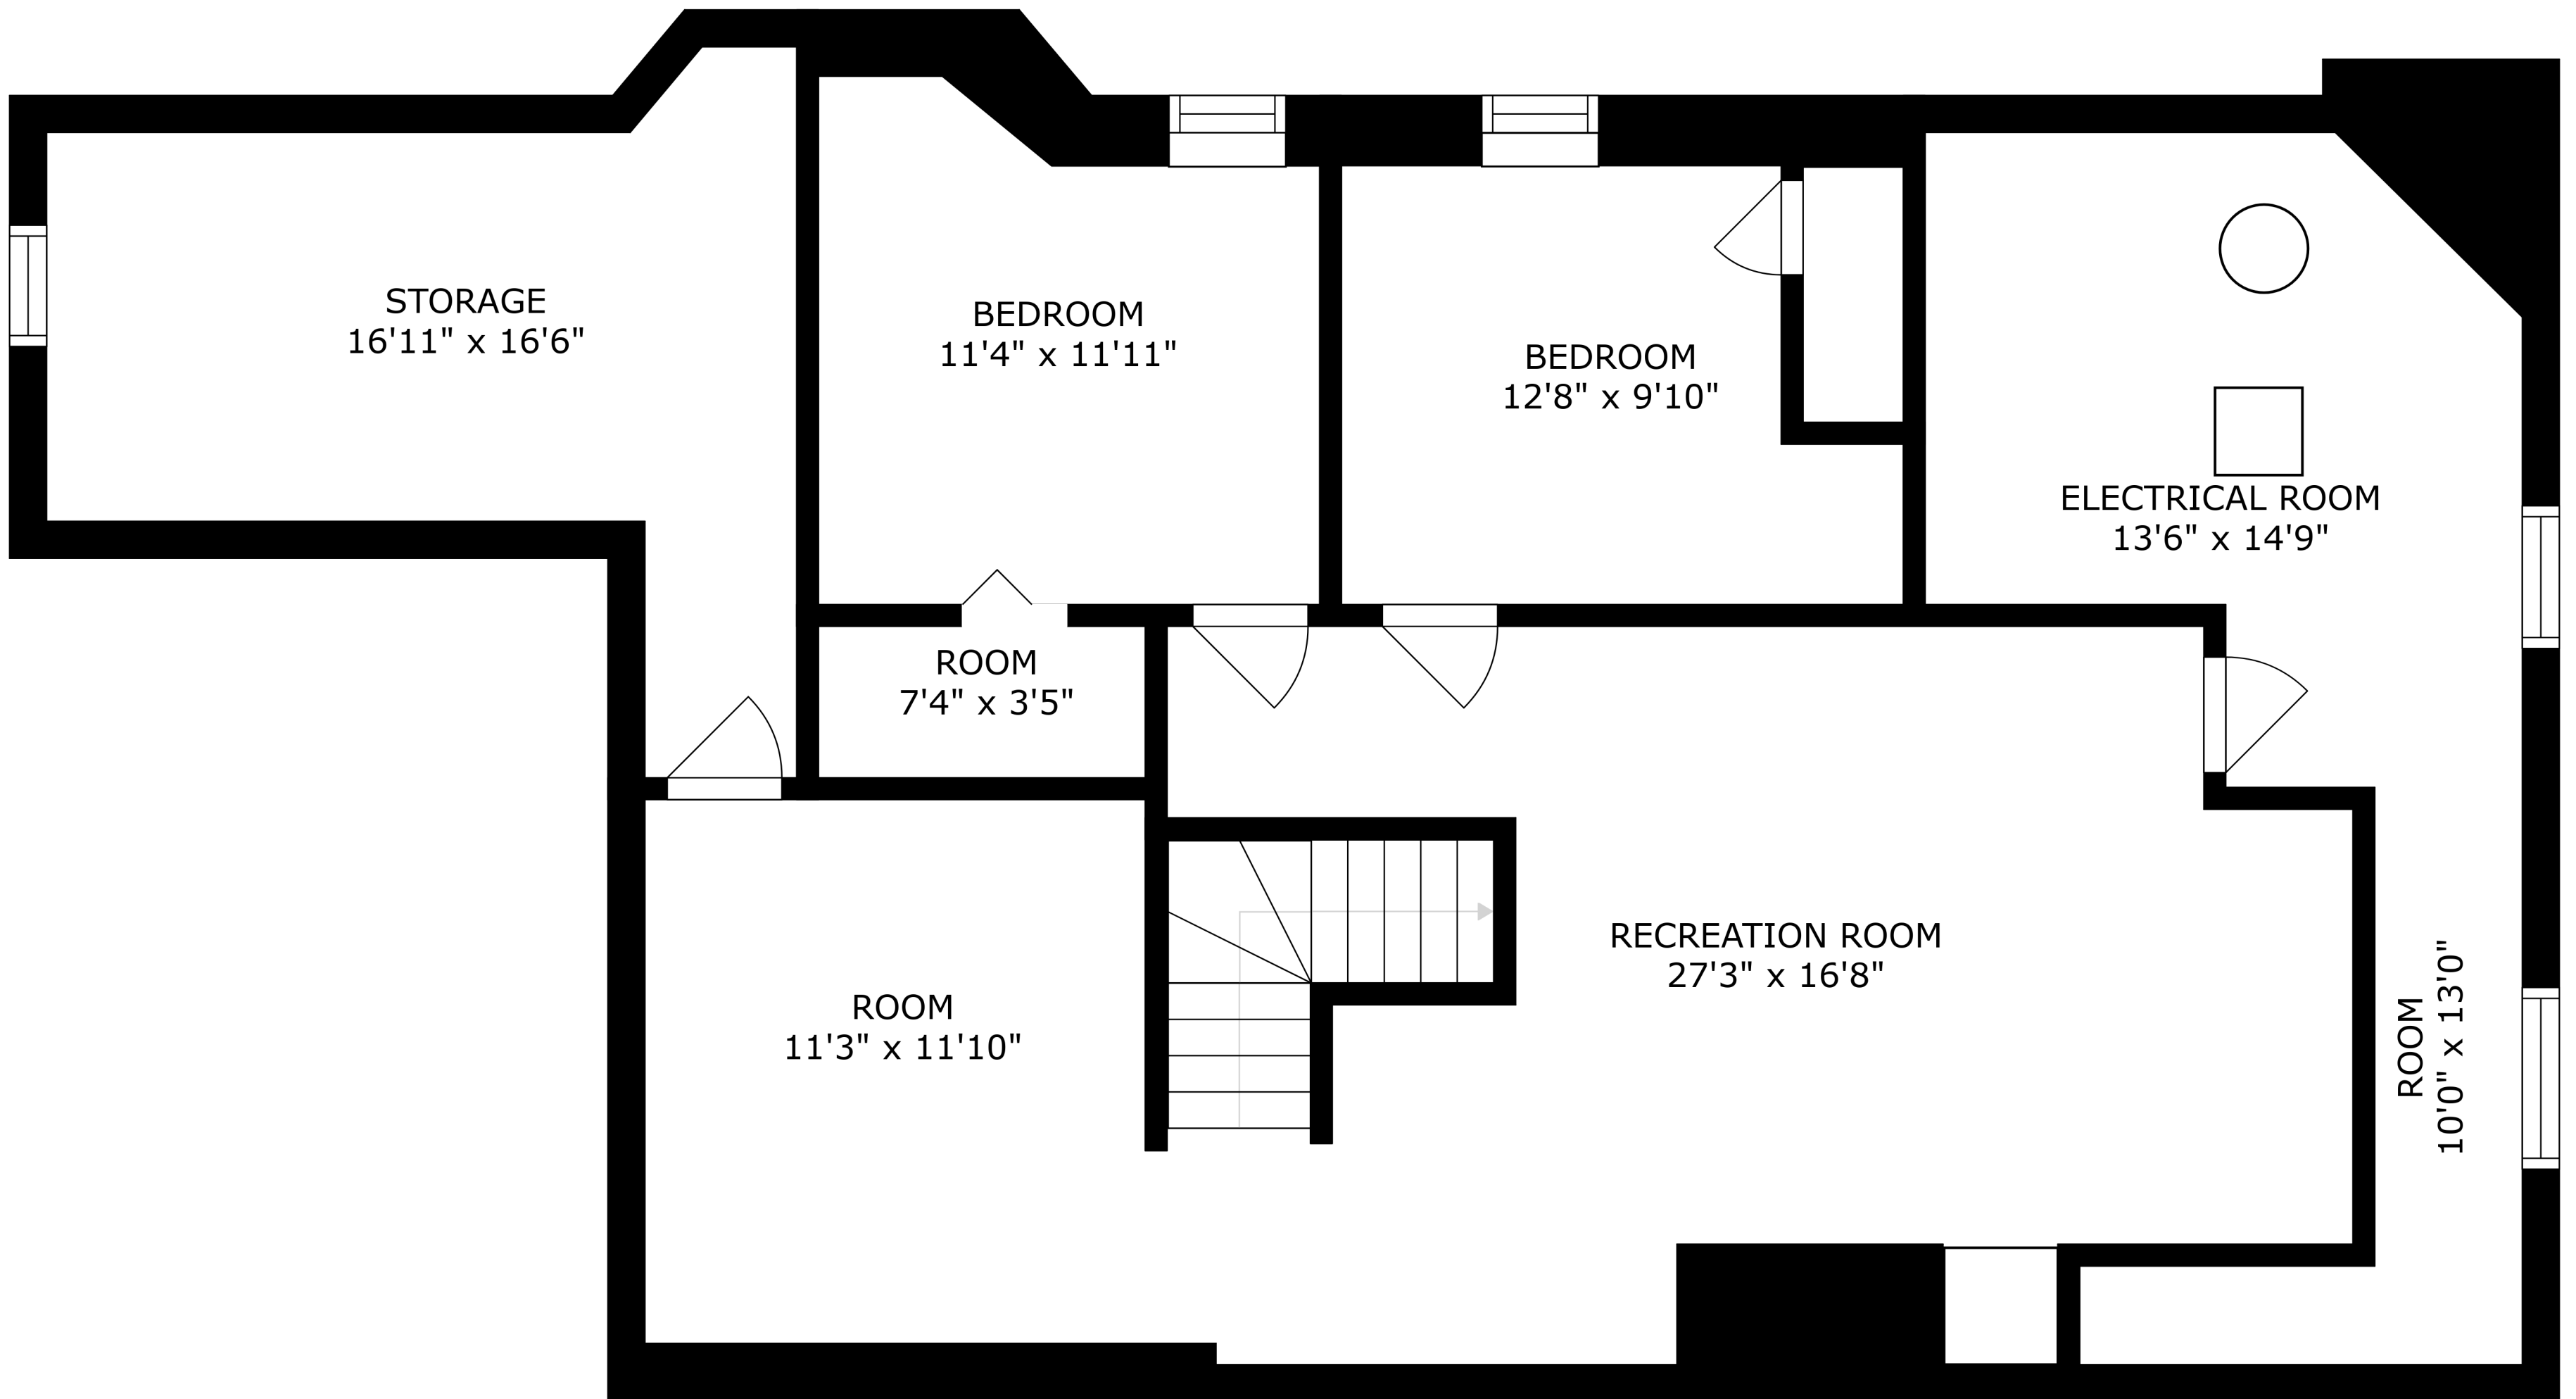 STORAGE
16'11" x 16'6"
BEDROOM
11'4" x 11'11"
BEDROOM
12'8" x 9'10"
ELECTRICAL ROOM
13'6" x 14'9"
ROOM
7'4" x 3'5"
RECREATION ROOM
27'3" x 16'8"
ROOM
11'3" x 11'10"
ROOM
10'0" x 13'0"